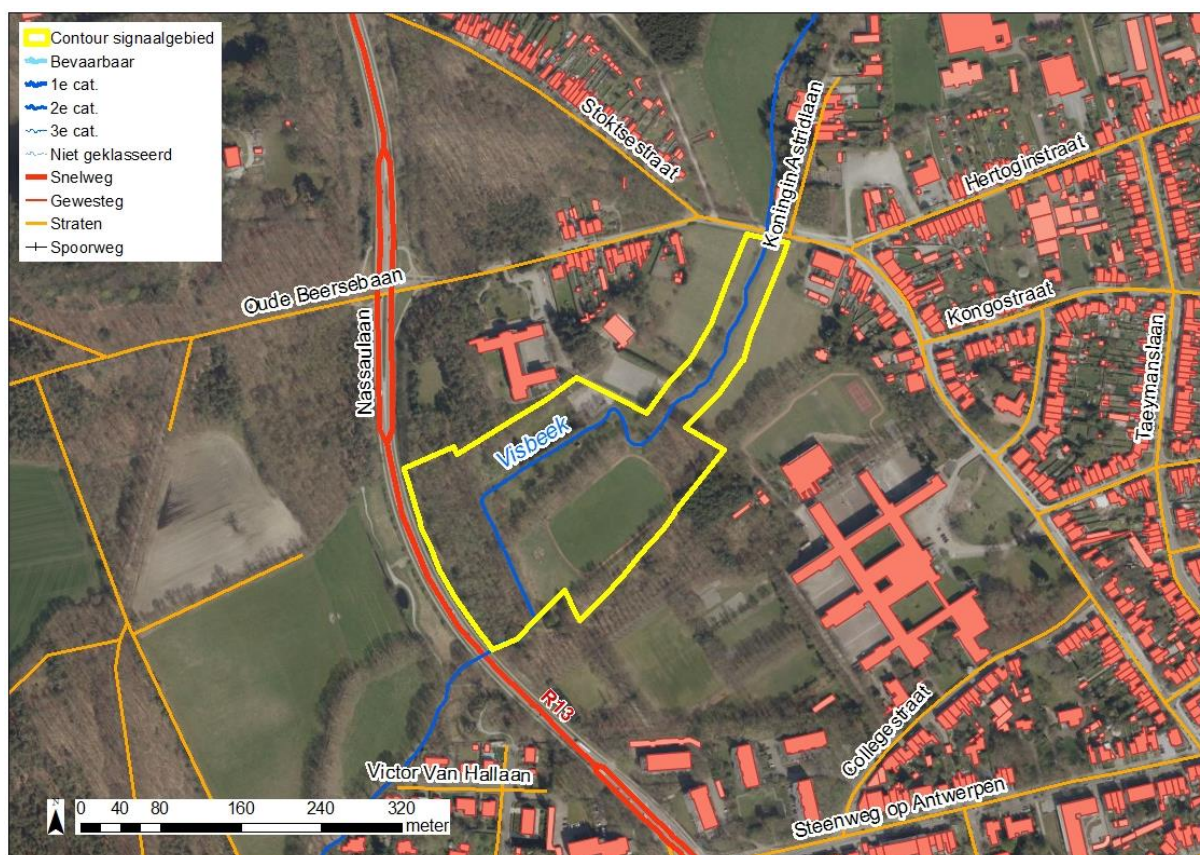 Contour signaalgebied
Bevaarbaar
1e cat.
2e cat.
3e cat.
Niet geklasseerd
Snelweg
Gewesteg
Straten
Spoorweg
Stoktsestraat
Koningin Astridlaan
Hertoginstraat
Oude Beersebaan
Kongostraat
Nassaulaan
Taeymanslaan
Visbeek
R13
Collegestraat
Victor Van Hallaan
Steenweg op Antwerpen
N
0 40 80 160 240 320
meter